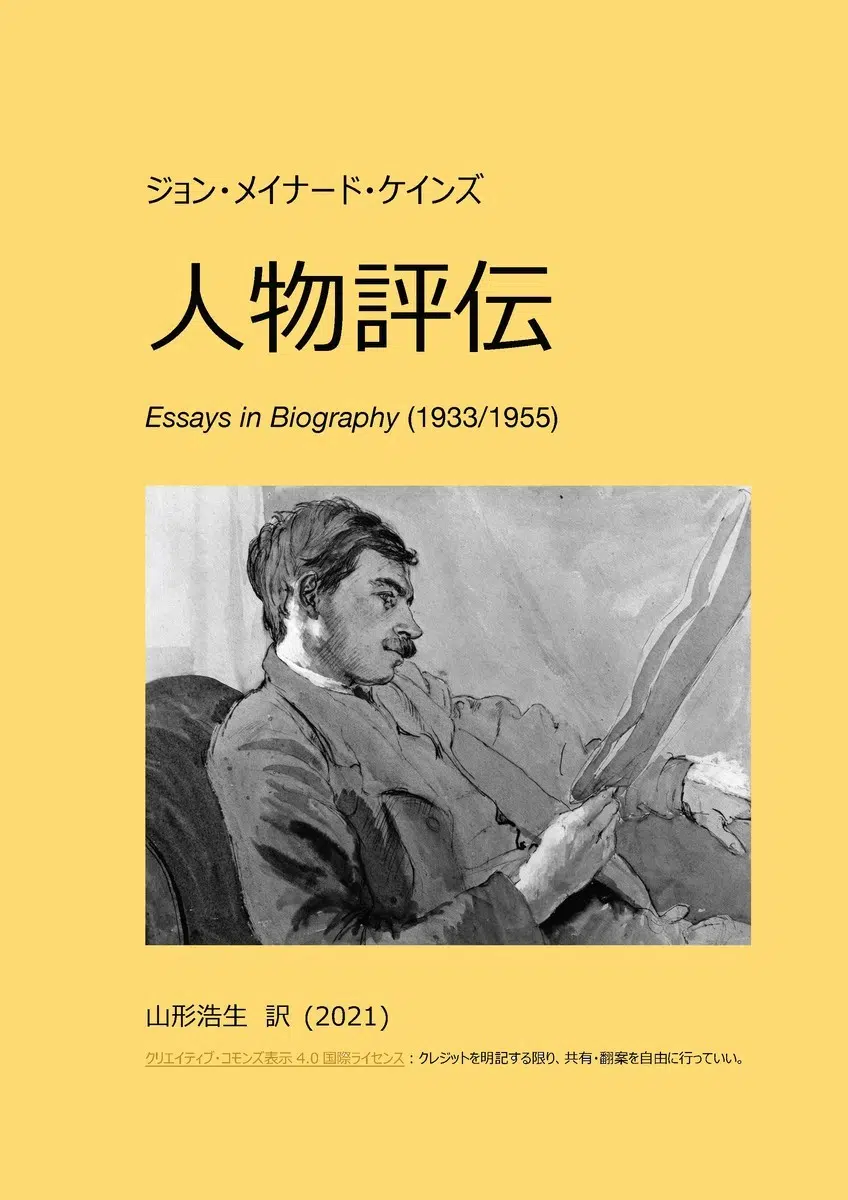 ジョン・メイナード・ケインズ
人物評伝
Essays in Biography (1933/1955)
山形浩生 訳 (2021)
クリエイティブ・コモンズ表示 4.0 国際ライセンス：クレジットを明記する限り、共有・翻案を自由に行っていい。